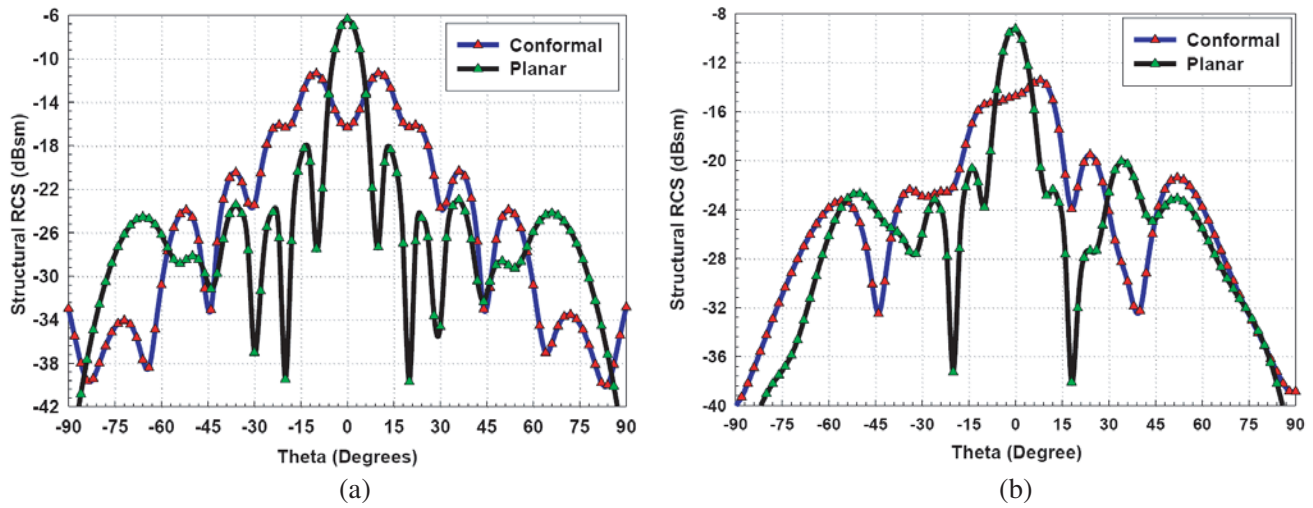 Structural RCS (dBsm)
-6
-10
-14
-18
-22
-26
-30
-34
-38
-42
Conformal
Planar
-90 -75 -60 -45 -30 -15 0 15 30 45 60 75 90
Theta (Degrees)
(a)
Structural RCS (dBsm)
-8
-12
-16
-20
-24
-28
-32
-36
-40
Conformal
Planar
-90 -75 -60 -45 -30 -15 0 15 30 45 60 75 90
Theta (Degree)
(b)